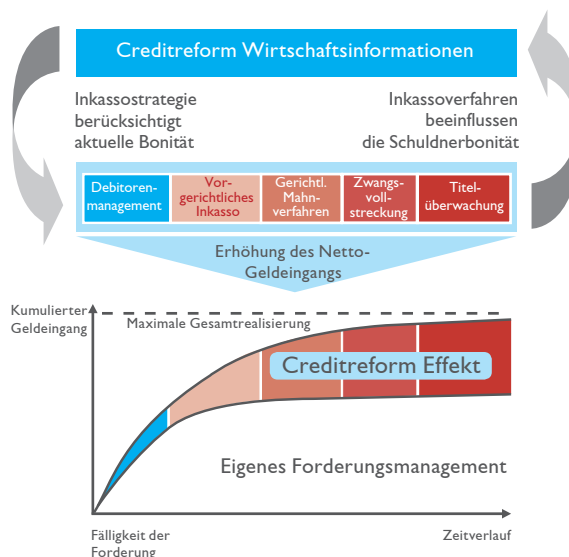 Creditreform Wirtschaftsinformationen
Inkassostrategie
berücksichtigt
aktuelle Bonität
Inkassoverfahren
beeinflussen
die Schuldnerbonität
Debitoren-
management
Vor-
gerichtliches
Inkasso
Gerichtl.
Mahn-
verfahren
Zwangs-
voll-
streckung
Titel-
überwachung
Erhöhung des Netto-
Geldeingangs
Kumulierter
Geldeingang
Maximale Gesamtrealisierung
Creditreform Effekt
Eigenes Forderungsmanagement
Fälligkeit der
Forderung
Zeitverlauf